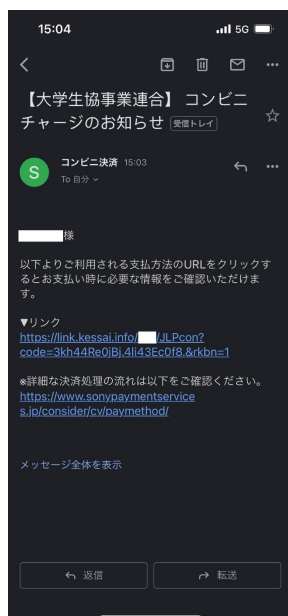 15:04
5G
【大学生協事業連合】 コンビニ
チャージのお知らせ 受信トレイ
S
コンビニ決済 15:03
To 自分
様
以下よりご利用される支払方法のURLをクリックす
るとお支払い時に必要な情報をご確認いただけま
す。
▼リンク
https://link.kessai.info/ /JLPcon?
code=3kh44Re0jBj.4li43Ec0f8.&rkbn=1
※詳細な決済処理の流れは以下をご確認ください。
https://www.sonypaymentservice
s.jp/consider/cv/paymethod/
メッセージ全体を表示
返信
転送